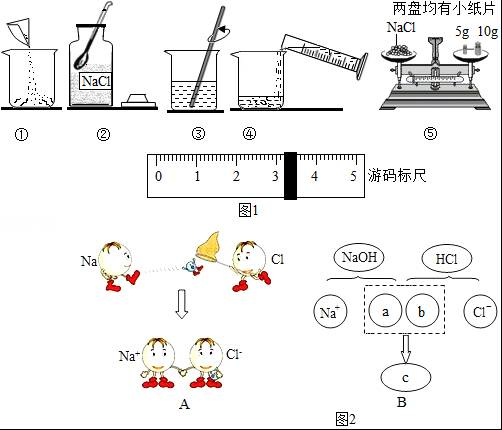 两盘均有小纸片
NaCl 5g 10g
NaCl
① ② ③ ④ ⑤
0 1 2 3 4 5 游码标尺
图1
Na Cl
NaOH HCl
Na⁺ a b Cl⁻
Na⁺ Cl⁻
c
A B
图2